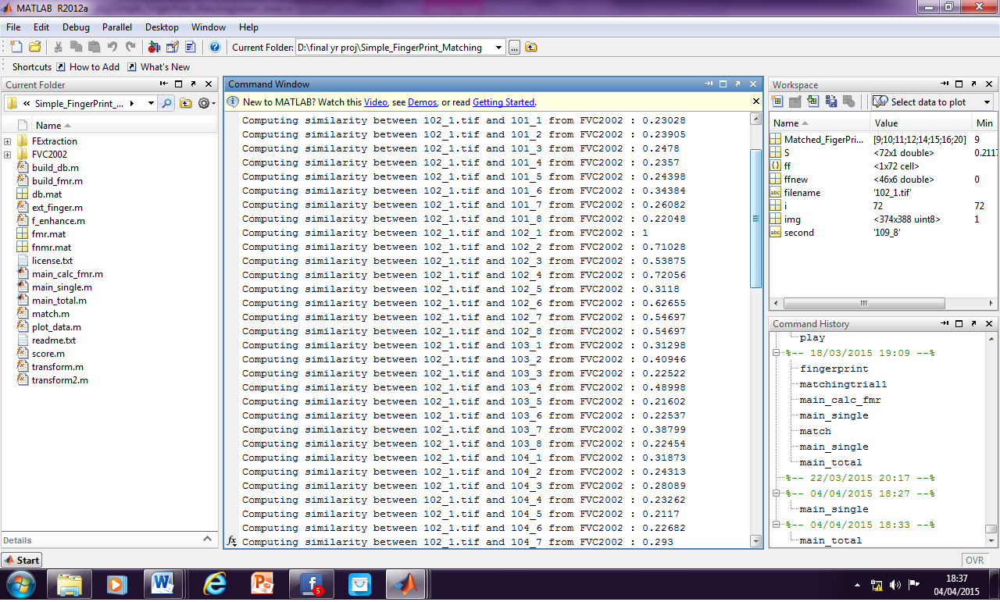 MATLAB R2012a
File Edit Debug Parallel Desktop Window Help
Current Folder: D:\final yr proj\Simple_FingerPrint_Matching
Shortcuts How to Add What's New
Current Folder
« Simple_FingerPrint_...
Name
FExtraction
FVC2002
build_db.m
build_fmr.m
db.mat
ext_finger.m
f_enhance.m
fmr.mat
fnmr.mat
license.txt
main_calc_fmr.m
main_single.m
main_total.m
match.m
plot_data.m
readme.txt
score.m
transform.m
transform2.m
Details
Command Window
New to MATLAB? Watch this Video, see Demos, or read Getting Started.
Computing similarity between 102_1.tif and 101_1 from FVC2002 : 0.23028
Computing similarity between 102_1.tif and 101_2 from FVC2002 : 0.23905
Computing similarity between 102_1.tif and 101_3 from FVC2002 : 0.2478
Computing similarity between 102_1.tif and 101_4 from FVC2002 : 0.2357
Computing similarity between 102_1.tif and 101_5 from FVC2002 : 0.24398
Computing similarity between 102_1.tif and 101_6 from FVC2002 : 0.34384
Computing similarity between 102_1.tif and 101_7 from FVC2002 : 0.26082
Computing similarity between 102_1.tif and 101_8 from FVC2002 : 0.22048
Computing similarity between 102_1.tif and 102_1 from FVC2002 : 1
Computing similarity between 102_1.tif and 102_2 from FVC2002 : 0.71028
Computing similarity between 102_1.tif and 102_3 from FVC2002 : 0.53875
Computing similarity between 102_1.tif and 102_4 from FVC2002 : 0.72056
Computing similarity between 102_1.tif and 102_5 from FVC2002 : 0.3118
Computing similarity between 102_1.tif and 102_6 from FVC2002 : 0.62655
Computing similarity between 102_1.tif and 102_7 from FVC2002 : 0.54697
Computing similarity between 102_1.tif and 102_8 from FVC2002 : 0.54697
Computing similarity between 102_1.tif and 103_1 from FVC2002 : 0.31298
Computing similarity between 102_1.tif and 103_2 from FVC2002 : 0.40946
Computing similarity between 102_1.tif and 103_3 from FVC2002 : 0.22522
Computing similarity between 102_1.tif and 103_4 from FVC2002 : 0.48998
Computing similarity between 102_1.tif and 103_5 from FVC2002 : 0.21602
Computing similarity between 102_1.tif and 103_6 from FVC2002 : 0.22537
Computing similarity between 102_1.tif and 103_7 from FVC2002 : 0.38799
Computing similarity between 102_1.tif and 103_8 from FVC2002 : 0.22454
Computing similarity between 102_1.tif and 104_1 from FVC2002 : 0.31873
Computing similarity between 102_1.tif and 104_2 from FVC2002 : 0.24313
Computing similarity between 102_1.tif and 104_3 from FVC2002 : 0.28089
Computing similarity between 102_1.tif and 104_4 from FVC2002 : 0.23262
Computing similarity between 102_1.tif and 104_5 from FVC2002 : 0.2117
Computing similarity between 102_1.tif and 104_6 from FVC2002 : 0.22682
fx Computing similarity between 102_1.tif and 104_7 from FVC2002 : 0.293
Workspace
Select data to plot
Name Value Min
Matched_FigerPri... [9;10;11;12;14;15;16;20] 9
S <72x1 double> 0.211
ff <1x72 cell>
ffnew <46x6 double> 0
filename '102_1.tif'
i 72 72
img <374x388 uint8> 1
second '109_8'
Command History
play
%-- 18/03/2015 19:09 --%
fingerprint
matchingtrial1
main_calc_fmr
main_single
match
main_single
main_total
%-- 22/03/2015 20:17 --%
%-- 04/04/2015 18:27 --%
main_single
%-- 04/04/2015 18:33 --%
main_total
Start
OVR
5
18:37
04/04/2015